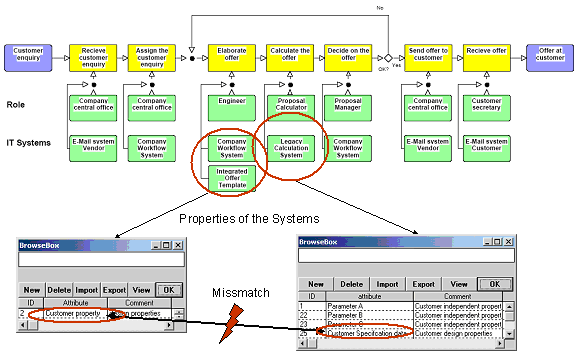 No
Customer enquiry
Recieve customer enquiry
Assign the customer enquiry
Elaborate offer
Calculate the offer
Decide on the offer
OK?
Yes
Send offer to customer
Recieve offer
Offer at customer
Role
Company central office
Company central office
Engineer
Proposal Calculator
Proposal Manager
Company central office
Customer secretary
IT Systems
E-Mail system Vendor
Company Workflow System
Company Workflow System
Legacy Calculation System
Company Workflow System
E-Mail system Vendor
E-Mail system Customer
Integrated Offer Template
Properties of the Systems
BrowseBox
New Delete Import Export View OK
ID Attribute Comment
2 Customer property design properties
Missmatch
BrowseBox
New Delete Import Export View OK
ID attribute Comment
1 Parameter A Customer independent propert
22 Parameter B Customer independent propert
23 Parameter C Customer independent propert
25 Customer Specification data Customer design properties